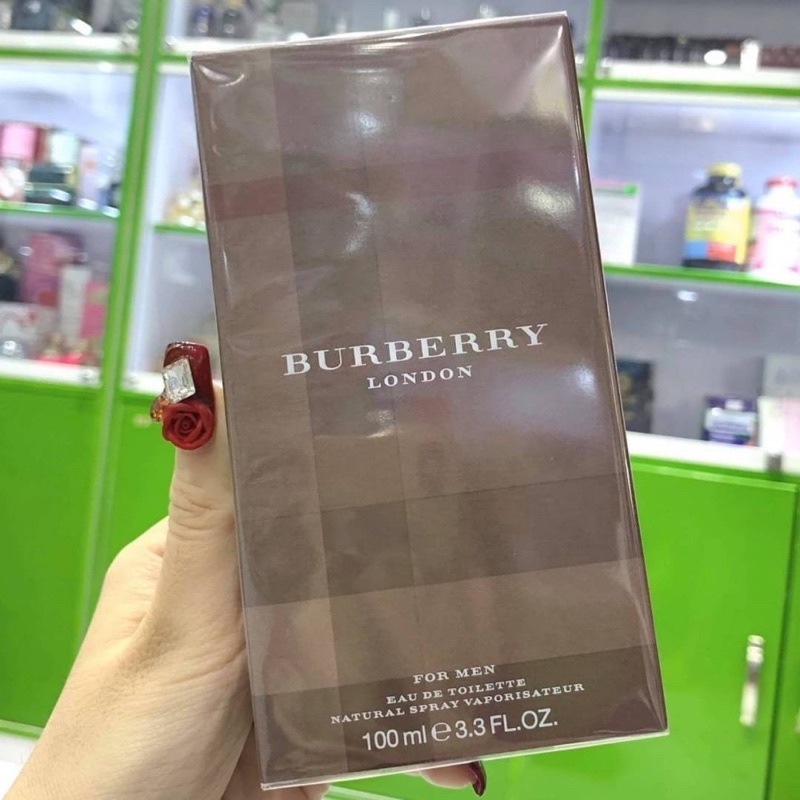 BURBERRY
LONDON
FOR MEN
EAU DE TOILETTE
NATURAL SPRAY VAPORISATEUR
100 ml ℮ 3.3 FL.OZ.